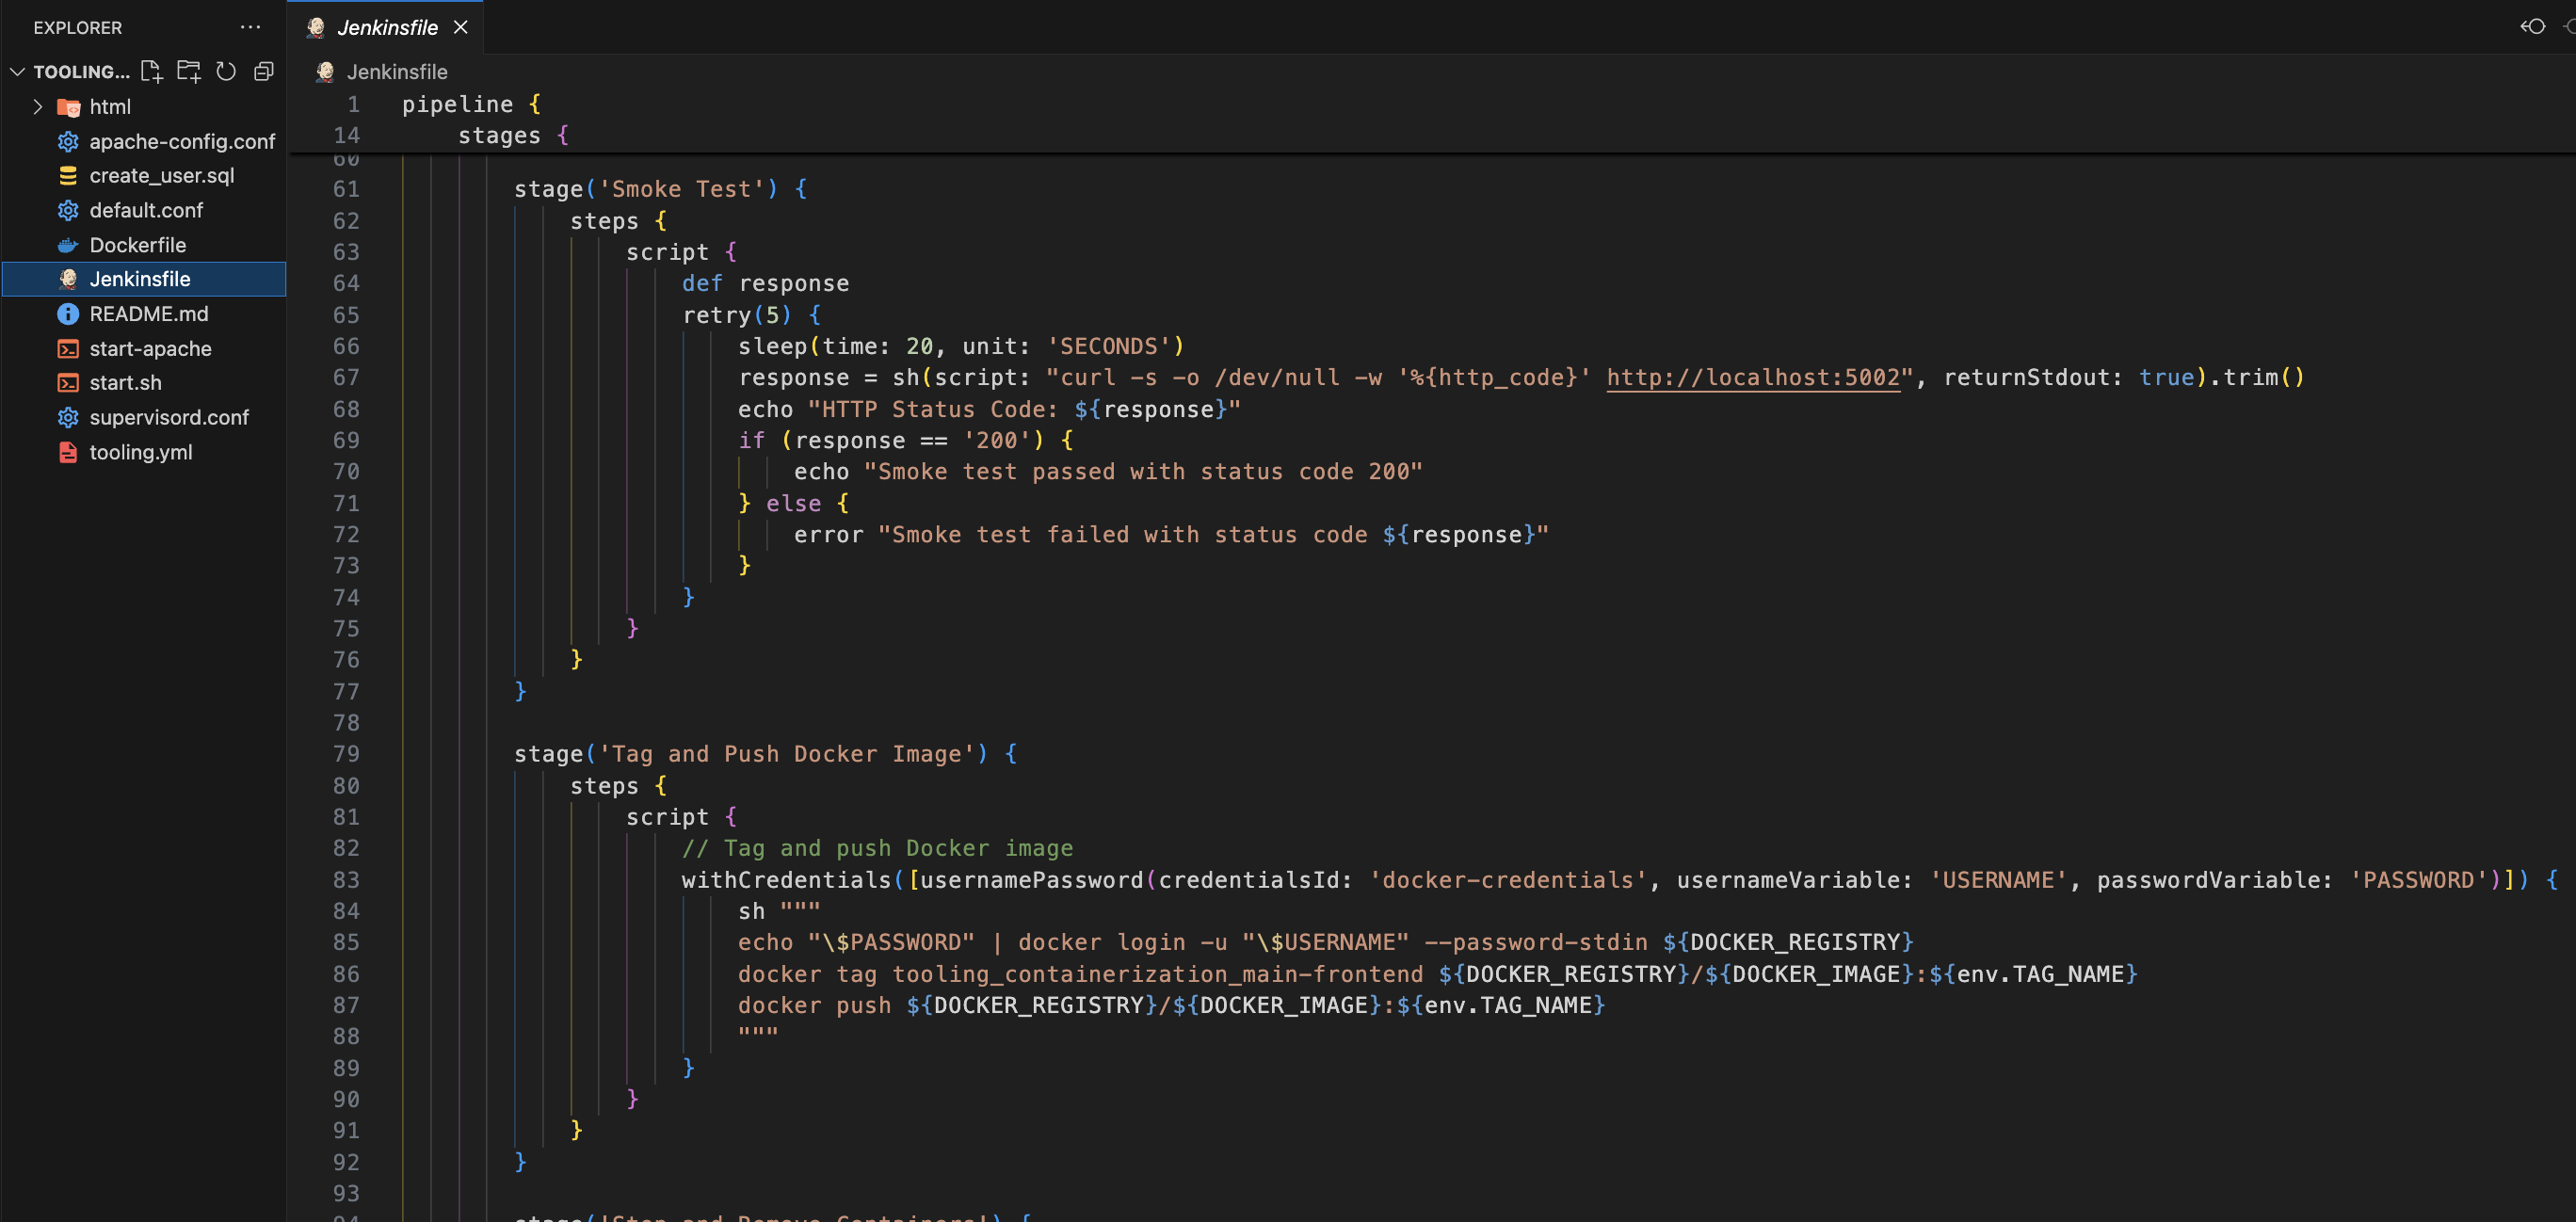 EXPLORER
TOOLING...
html
apache-config.conf
create_user.sql
default.conf
Dockerfile
Jenkinsfile
README.md
start-apache
start.sh
supervisord.conf
tooling.yml
Jenkinsfile
Jenkinsfile
1 pipeline {
14 stages {
60
61 stage('Smoke Test') {
62 steps {
63 script {
64 def response
65 retry(5) {
66 sleep(time: 20, unit: 'SECONDS')
67 response = sh(script: "curl -s -o /dev/null -w '%{http_code}' http://localhost:5002", returnStdout: true).trim()
68 echo "HTTP Status Code: ${response}"
69 if (response == '200') {
70 echo "Smoke test passed with status code 200"
71 } else {
72 error "Smoke test failed with status code ${response}"
73 }
74 }
75 }
76 }
77 }
78
79 stage('Tag and Push Docker Image') {
80 steps {
81 script {
82 // Tag and push Docker image
83 withCredentials([usernamePassword(credentialsId: 'docker-credentials', usernameVariable: 'USERNAME', passwordVariable: 'PASSWORD')]) {
84 sh """
85 echo "\$PASSWORD" | docker login -u "\$USERNAME" --password-stdin ${DOCKER_REGISTRY}
86 docker tag tooling_containerization_main-frontend ${DOCKER_REGISTRY}/${DOCKER_IMAGE}:${env.TAG_NAME}
87 docker push ${DOCKER_REGISTRY}/${DOCKER_IMAGE}:${env.TAG_NAME}
88 """
89 }
90 }
91 }
92 }
93
94 stage('Stop and Remove Containers') {